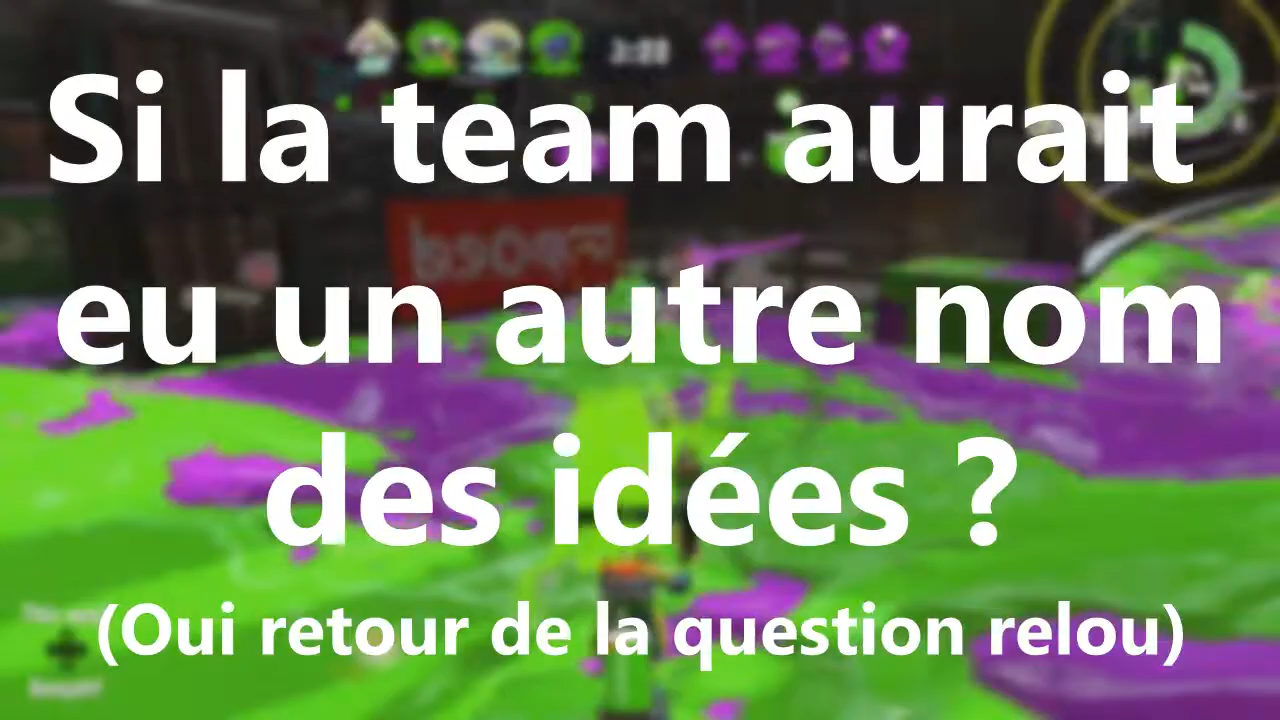 Si la team aurait
eu un autre nom
des idées ?
(Oui retour de la question relou)